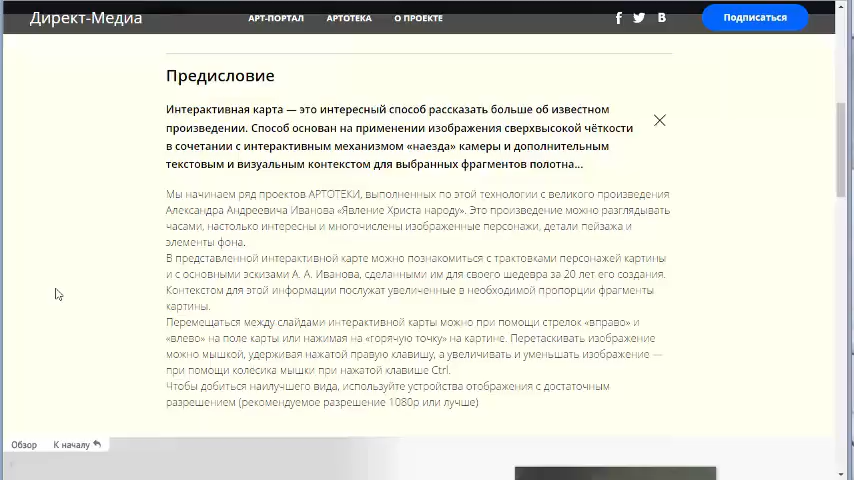 Директ-Медиа
АРТ-ПОРТАЛ АРТОТЕКА О ПРОЕКТЕ
Подписаться
Предисловие
Интерактивная карта — это интересный способ рассказать больше об известном
произведении. Способ основан на применении изображения сверхвысокой чёткости
в сочетании с интерактивным механизмом «наезда» камеры и дополнительным
текстовым и визуальным контекстом для выбранных фрагментов полотна...
Мы начинаем ряд проектов АРТОТЕКИ, выполненных по этой технологии с великого произведения
Александра Андреевича Иванова «Явление Христа народу». Это произведение можно разглядывать
часами, настолько интересны и многочислены изображенные персонажи, детали пейзажа и
элементы фона.
В представленной интерактивной карте можно познакомиться с трактовками персонажей картины
и с основными эскизами А. А. Иванова, сделанными им для своего шедевра за 20 лет его создания.
Контекстом для этой информации послужат увеличенные в необходимой пропорции фрагменты
картины.
Перемещаться между слайдами интерактивной карты можно при помощи стрелок «вправо» и
«влево» на поле карты или нажимая на «горячую точку» на картине. Перетаскивать изображение
можно мышкой, удерживая нажатой правую клавишу, а увеличивать и уменьшать изображение —
при помощи колесика мышки при нажатой клавише Ctrl.
Чтобы добиться наилучшего вида, используйте устройства отображения с достаточным
разрешением (рекомендуемое разрешение 1080p или лучше)
Обзор К началу